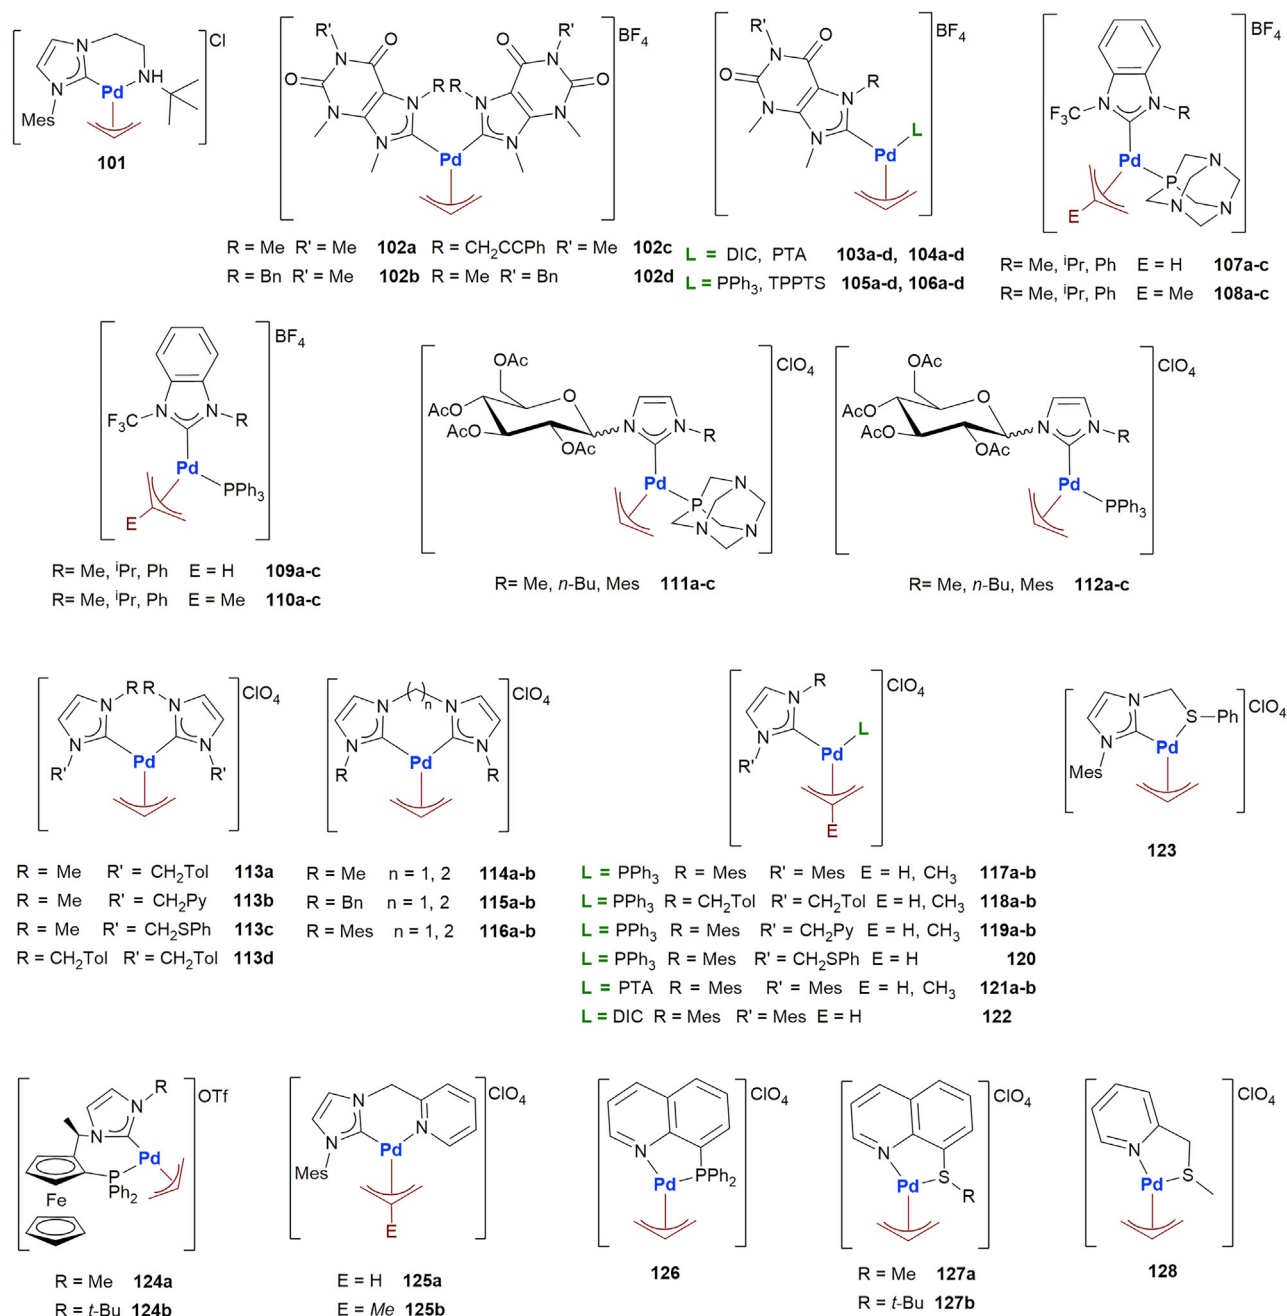 Cl
N
N
NH
Pd
Mes
101
BF4
R' O O R'
N R R N
O N N N N O
N N
Pd
R = Me R' = Me 102a R = CH2CCPh R' = Me 102c
R = Bn R' = Me 102b R = Me R' = Bn 102d
BF4
R' O
N R
O N N
N L
Pd
L = DIC, PTA 103a-d, 104a-d
L = PPh3, TPPTS 105a-d, 106a-d
BF4
N N
F3C R
Pd N
P N
E N
R= Me, iPr, Ph E = H 107a-c
R= Me, iPr, Ph E = Me 108a-c
BF4
N N
F3C R
Pd
PPh3
E
R= Me, iPr, Ph E = H 109a-c
R= Me, iPr, Ph E = Me 110a-c
ClO4
OAc
O
AcO
AcO N N
OAc R
Pd N
P
N N
R= Me, n-Bu, Mes 111a-c
ClO4
OAc
O
AcO
AcO N N
OAc R
Pd
PPh3
R= Me, n-Bu, Mes 112a-c
ClO4
R R
N N
N N
Pd
R' R'
R = Me R' = CH2Tol 113a
R = Me R' = CH2Py 113b
R = Me R' = CH2SPh 113c
R = CH2Tol R' = CH2Tol 113d
ClO4
n
N N
N N
Pd
R R
R = Me n = 1, 2 114a-b
R = Bn n = 1, 2 115a-b
R = Mes n = 1, 2 116a-b
ClO4
R
N
N L
R' Pd
E
L = PPh3 R = Mes R' = Mes E = H, CH3 117a-b
L = PPh3 R = CH2Tol R' = CH2Tol E = H, CH3 118a-b
L = PPh3 R = Mes R' = CH2Py E = H, CH3 119a-b
L = PPh3 R = Mes R' = CH2SPh E = H 120
L = PTA R = Mes R' = Mes E = H, CH3 121a-b
L = DIC R = Mes R' = Mes E = H 122
ClO4
N
S Ph
N
Pd
Mes
123
OTf
R
N
N
Pd
P
Ph2
Fe
R = Me 124a
R = t-Bu 124b
ClO4
N
N N
Pd
Mes
E
E = H 125a
E = Me 125b
ClO4
N
PPh2
Pd
126
ClO4
N
S
Pd R
R = Me 127a
R = t-Bu 127b
ClO4
N
Pd S
128